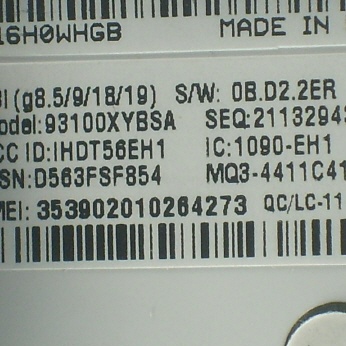 16H0WHGB MADE IN
(g8.5/9/18/19) S/W: 0B.D2.2ER
odel:93100XYBSA SEQ:2113294
CC ID:IHDT56EH1 IC:1090-EH1
SN:D563FSF854 MQ3-4411C41
MEI: 353902010264273 QC/LC-11